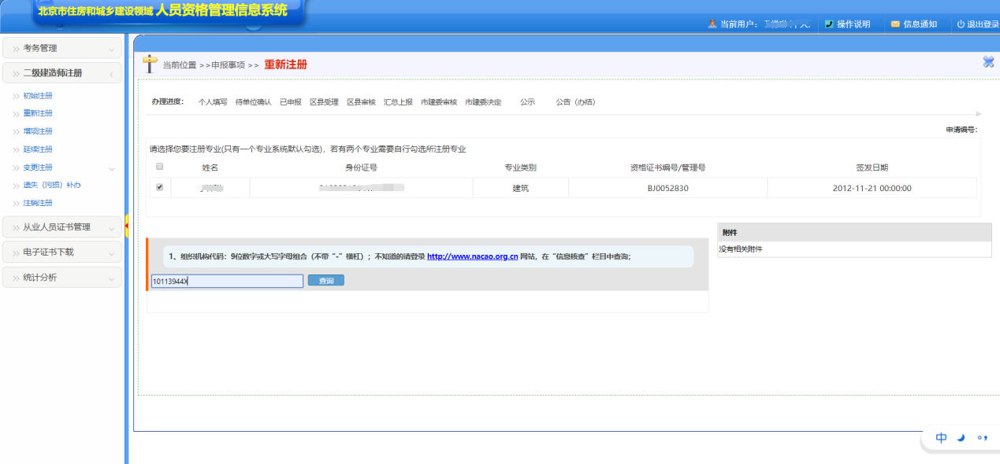 北京市住房和城乡建设领域 人员资格管理信息系统
当前用户： 操作说明 信息通知 退出登录
考务管理
二级建造师注册
初始注册
重新注册
增项注册
延续注册
变更注册
遗失（污损）补办
注销注册
从业人员证书管理
电子证书下载
统计分析
当前位置 >>申报事项 >> 重新注册
办理进度： 个人填写 待单位确认 已申报 区县受理 区县审核 汇总上报 市建委审核 市建委决定 公示 公告（办结）
申请编号：
请选择您要注册专业(只有一个专业系统默认勾选)，若有两个专业需要自行勾选所注册专业
姓名 身份证号 专业类别 资格证书编号/管理号 签发日期
建筑 BJ0052830 2012-11-21 00:00:00
1、组织机构代码：9位数字或大写字母组合（不带“-”横杠）；不知道的请登录 http://www.nacao.org.cn 网站，在“信息核查”栏目中查询；
10113944X 查询
附件
没有相关附件
中